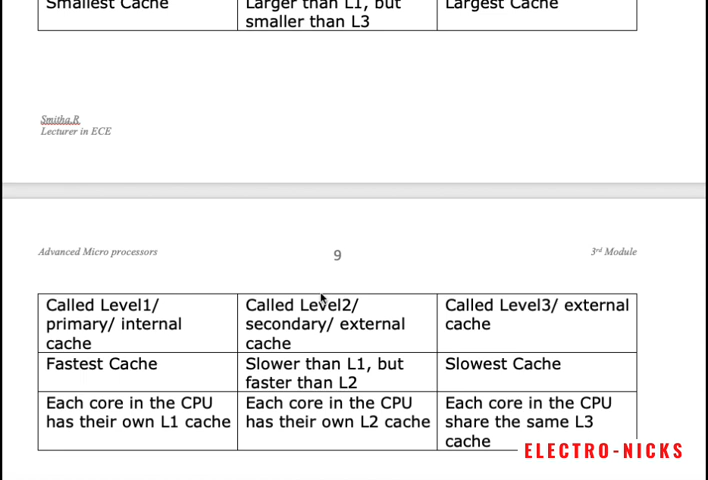 Smallest Cache
Larger than L1, but
smaller than L3
Largest Cache
Smitha.R
Lecturer in ECE
Advanced Micro processors
9
3rd Module
Called Level1/
primary/ internal
cache
Called Level2/
secondary/ external
cache
Called Level3/ external
cache
Fastest Cache
Slower than L1, but
faster than L2
Slowest Cache
Each core in the CPU
has their own L1 cache
Each core in the CPU
has their own L2 cache
Each core in the CPU
share the same L3
cache
ELECTRO-NICKS